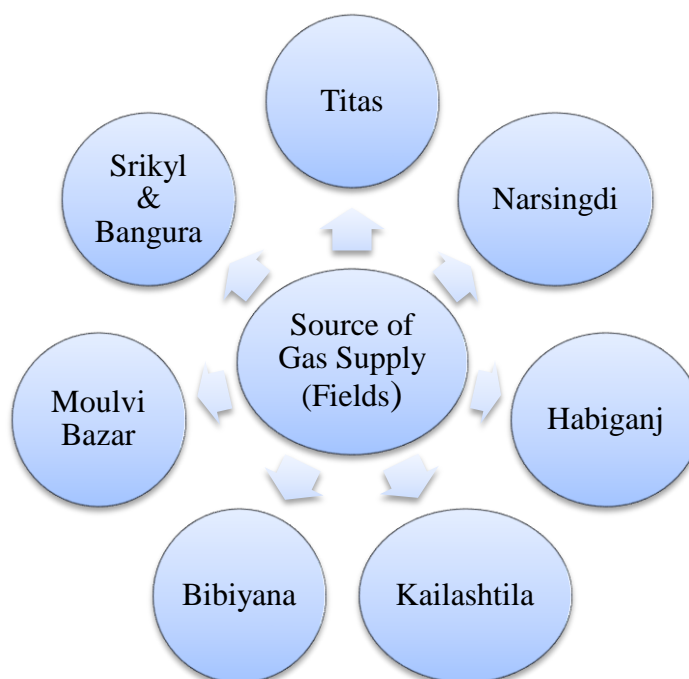 Titas
Narsingdi
Habiganj
Kailashtila
Bibiyana
Moulvi
Bazar
Srikyl
&
Bangura
Source of
Gas Supply
(Fields)